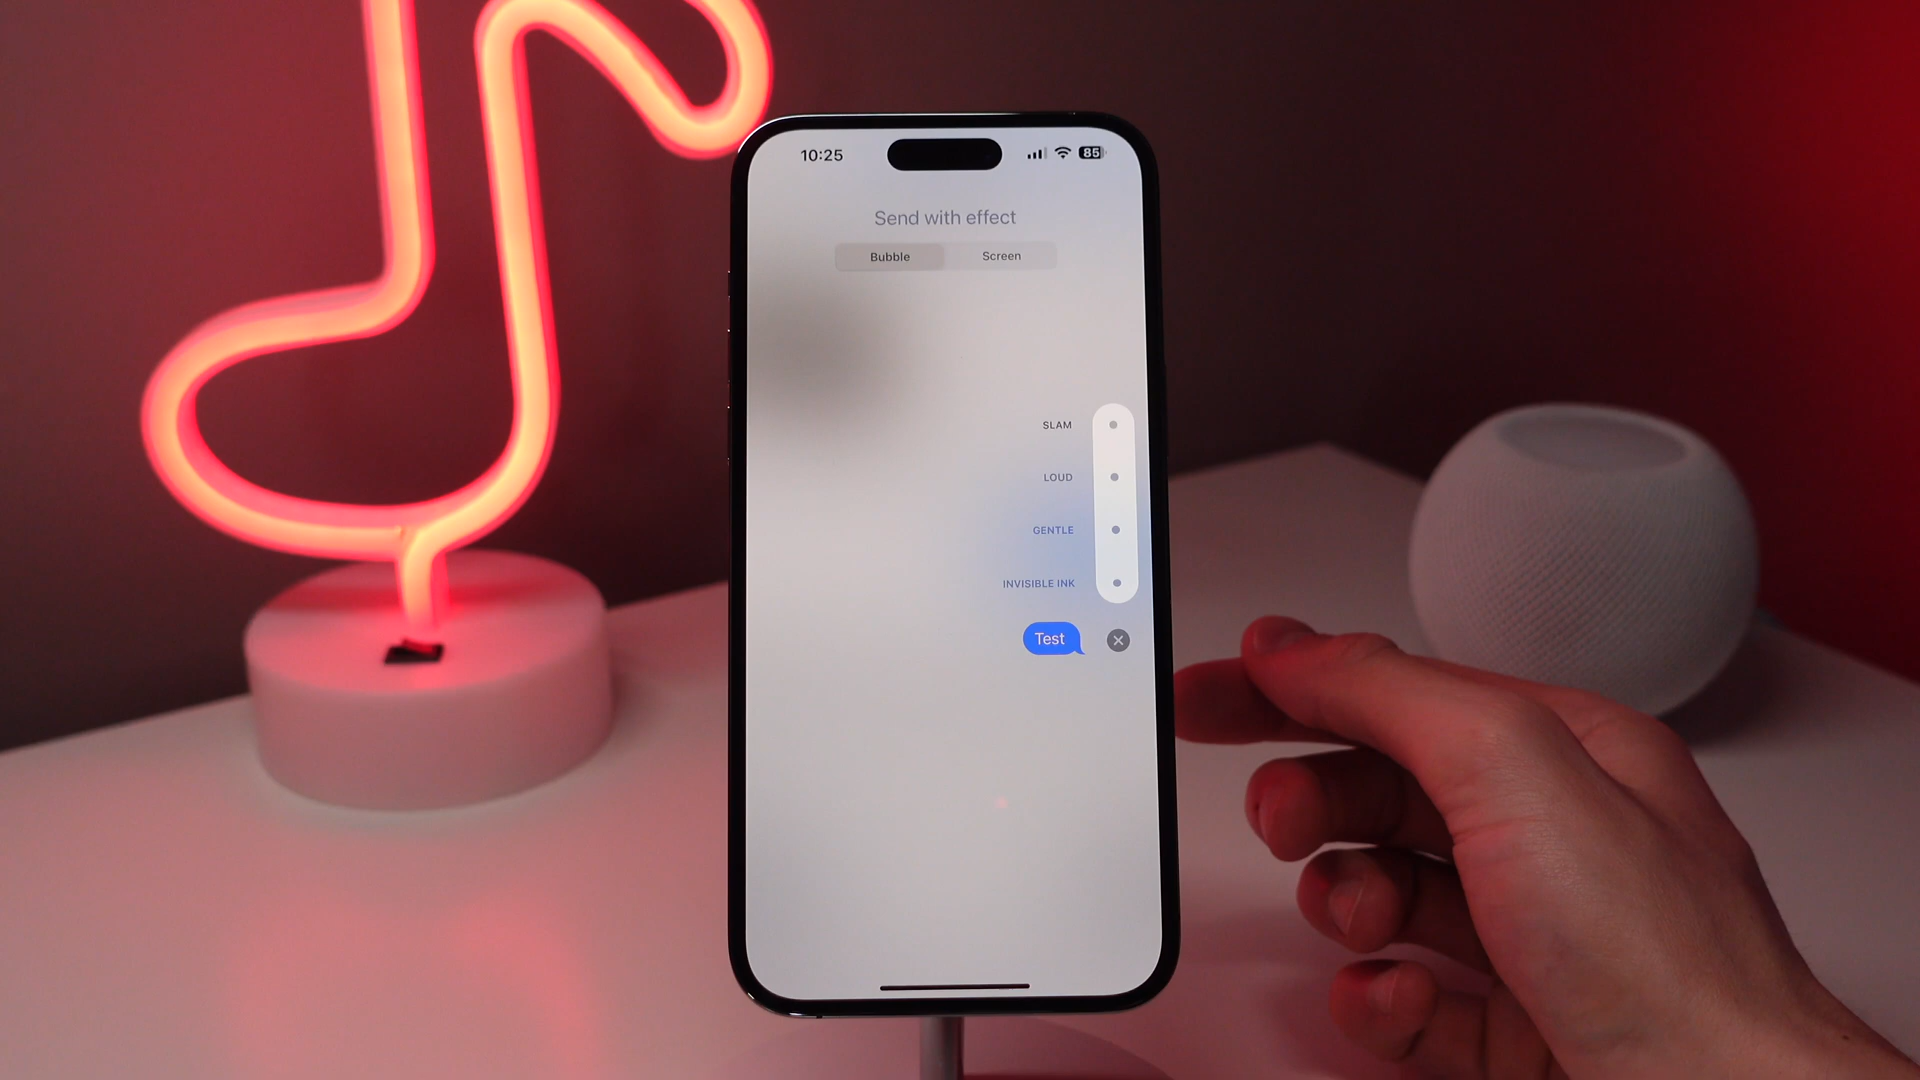 10:25
85
Send with effect
Bubble Screen
SLAM
LOUD
GENTLE
INVISIBLE INK
Test